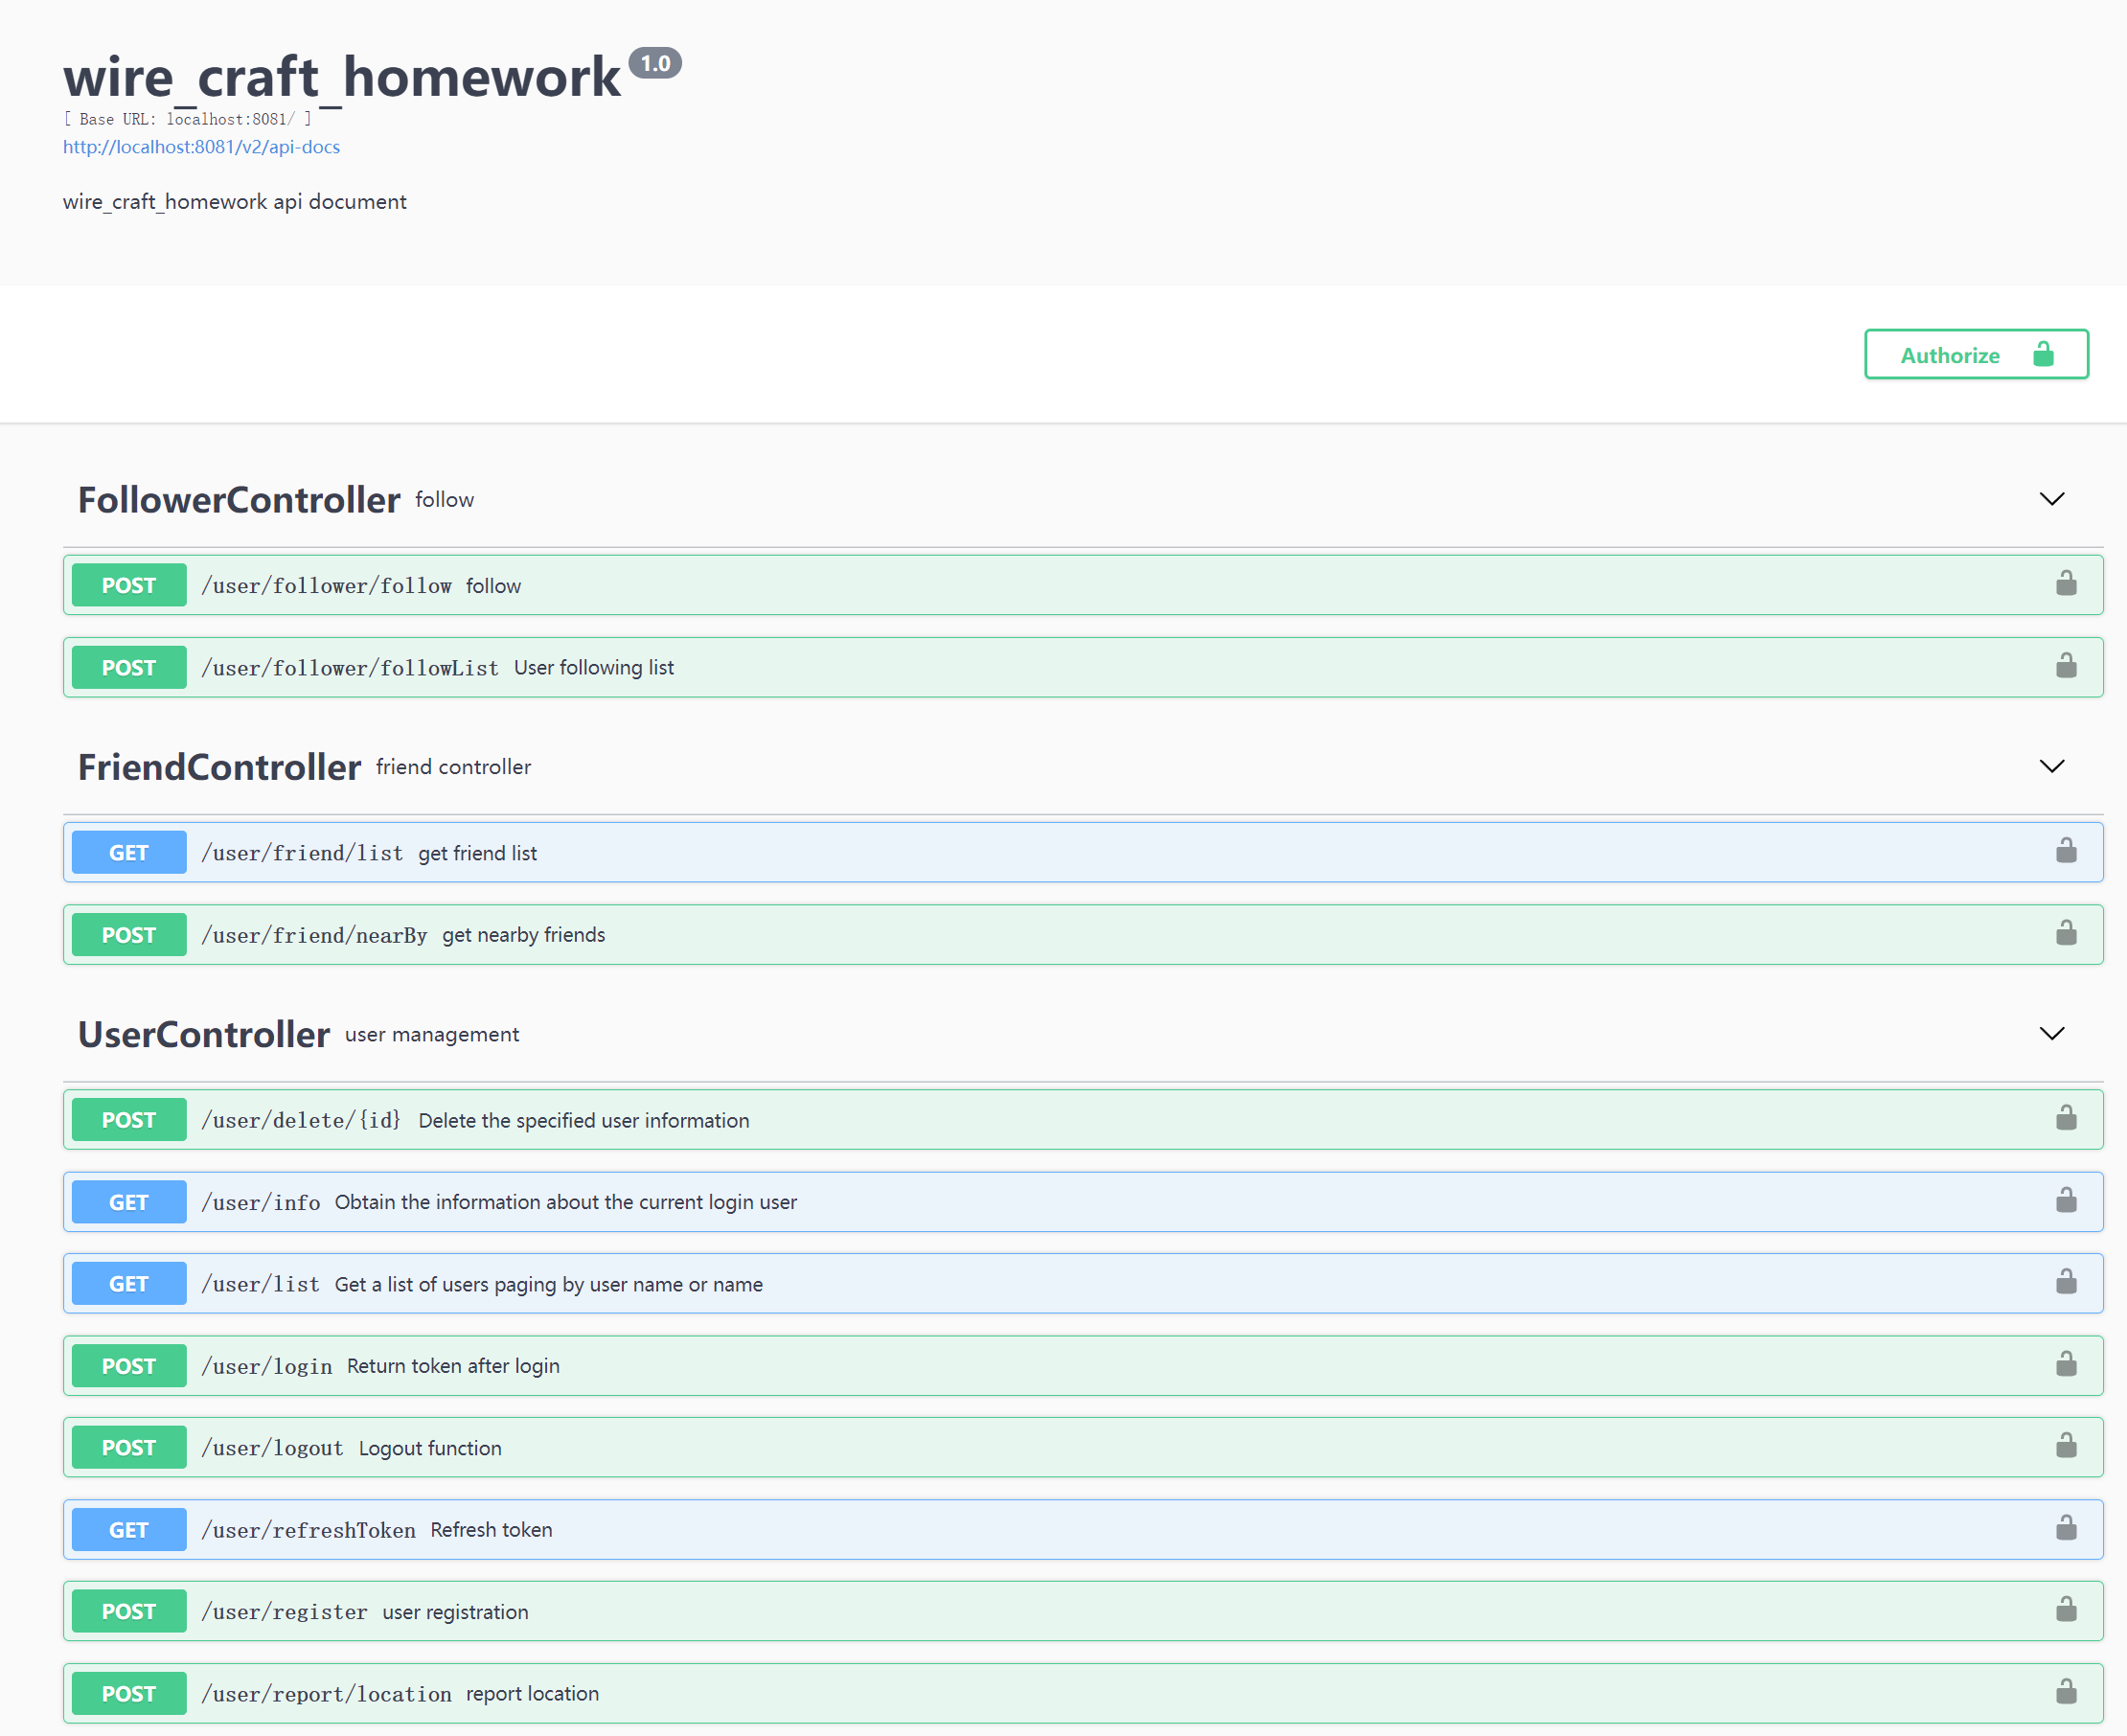 wire_craft_homework 1.0
[ Base URL: localhost:8081/ ]
http://localhost:8081/v2/api-docs
wire_craft_homework api document
Authorize
FollowerController follow
POST /user/follower/follow follow
POST /user/follower/followList User following list
FriendController friend controller
GET /user/friend/list get friend list
POST /user/friend/nearBy get nearby friends
UserController user management
POST /user/delete/{id} Delete the specified user information
GET /user/info Obtain the information about the current login user
GET /user/list Get a list of users paging by user name or name
POST /user/login Return token after login
POST /user/logout Logout function
GET /user/refreshToken Refresh token
POST /user/register user registration
POST /user/report/location report location